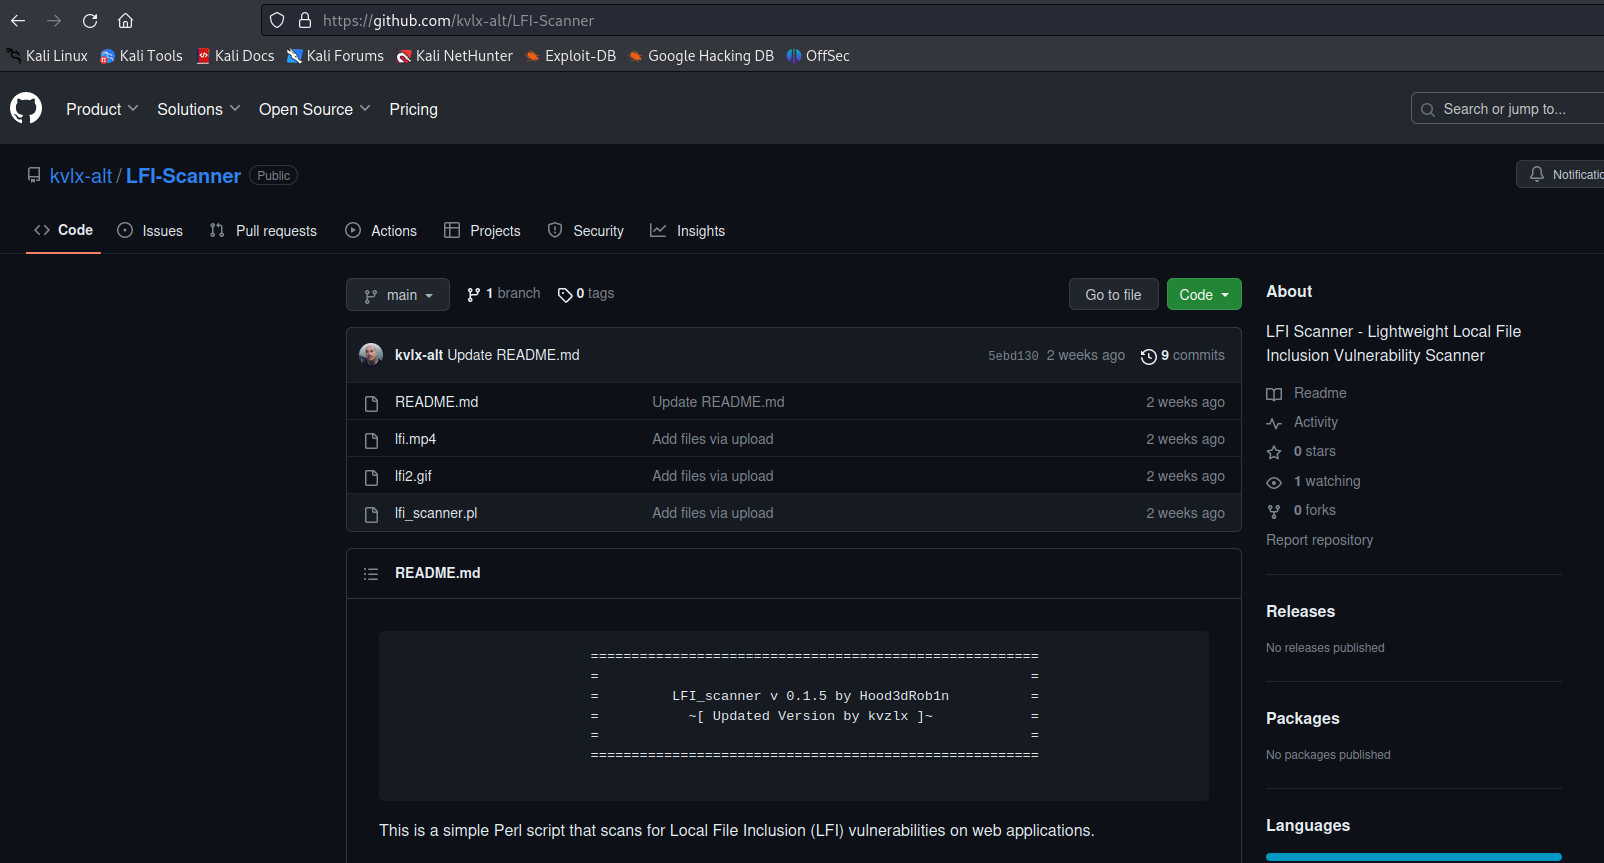 https://github.com/kvlx-alt/LFI-Scanner
Kali Linux Kali Tools Kali Docs Kali Forums Kali NetHunter Exploit-DB Google Hacking DB OffSec
Product Solutions Open Source Pricing Search or jump to...
kvlx-alt / LFI-Scanner Public Notificatio
Code Issues Pull requests Actions Projects Security Insights
main 1 branch 0 tags Go to file Code
kvlx-alt Update README.md 5ebd130 2 weeks ago 9 commits
README.md Update README.md 2 weeks ago
lfi.mp4 Add files via upload 2 weeks ago
lfi2.gif Add files via upload 2 weeks ago
lfi_scanner.pl Add files via upload 2 weeks ago
README.md
=======================================================
= =
= LFI_scanner v 0.1.5 by Hood3dRob1n =
= ~[ Updated Version by kvzlx ]~ =
= =
=======================================================
This is a simple Perl script that scans for Local File Inclusion (LFI) vulnerabilities on web applications.
About
LFI Scanner - Lightweight Local File
Inclusion Vulnerability Scanner
Readme
Activity
0 stars
1 watching
0 forks
Report repository
Releases
No releases published
Packages
No packages published
Languages